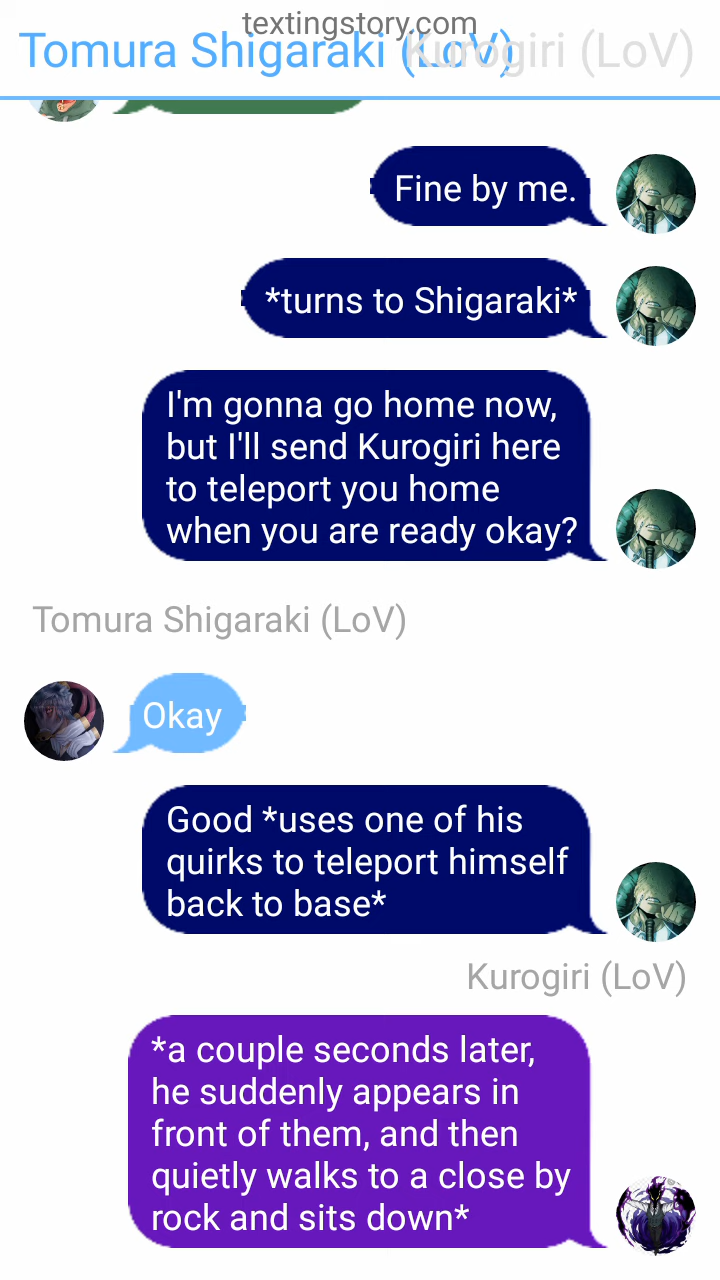 textingstory.com
Tomura Shigaraki (LoV)
Kurogiri (LoV)
Fine by me.
*turns to Shigaraki*
I'm gonna go home now,
but I'll send Kurogiri here
to teleport you home
when you are ready okay?
Tomura Shigaraki (LoV)
Okay
Good *uses one of his
quirks to teleport himself
back to base*
Kurogiri (LoV)
*a couple seconds later,
he suddenly appears in
front of them, and then
quietly walks to a close by
rock and sits down*